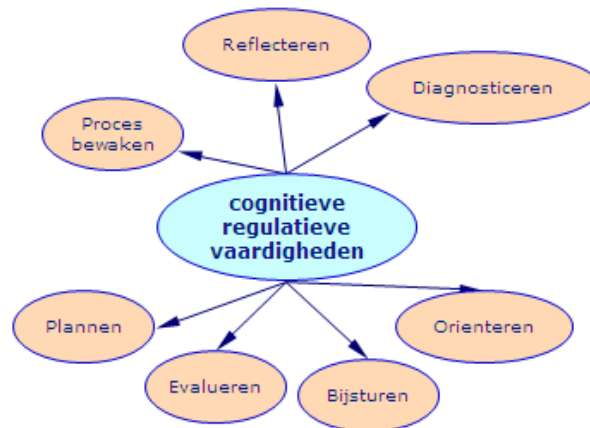 Reflecteren
Diagnosticeren
Proces
bewaken
cognitieve
regulatieve
vaardigheden
Plannen
Orienteren
Evalueren
Bijsturen